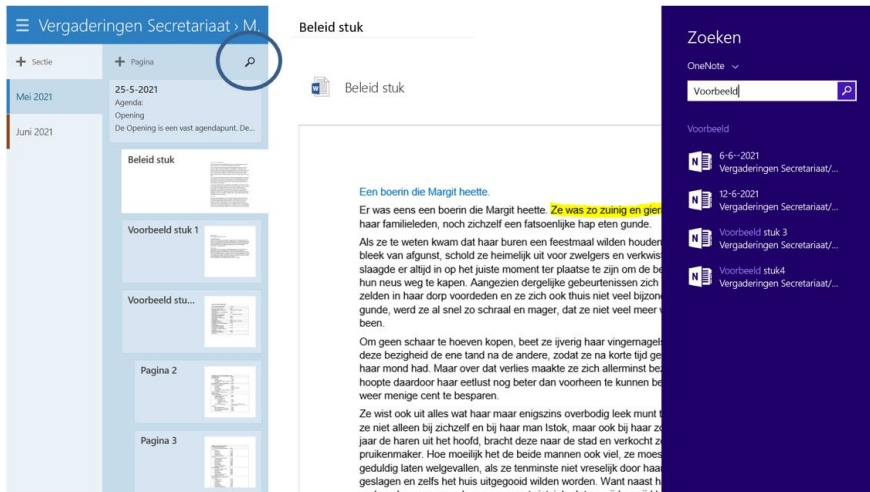 Vergaderingen Secretariaat › M.
+ Sectie
Mei 2021
Juni 2021
+ Pagina
25-5-2021
Agenda:
Opening
De Opening is een vast agendapunt. De...
Beleid stuk
Voorbeeld stuk 1
Voorbeeld stu...
Pagina 2
Pagina 3
Beleid stuk
Beleid stuk
Een boerin die Margit heette.
Er was eens een boerin die Margit heette. Ze was zo zuinig en gier
haar familieleden, noch zichzelf een fatsoenlijke hap eten gunde.
Als ze te weten kwam dat haar buren een feestmaal wilden houden
bleek van afgunst, schold ze heimelijk uit voor zwelgers en verkwis
slaagde er altijd in op het juiste moment ter plaatse te zijn om de be
hun neus weg te kapen. Aangezien dergelijke gebeurtenissen zich
zelden in haar dorp voordeden en ze zich ook thuis niet veel bijzon
gunde, werd ze al snel zo schraal en mager, dat ze niet veel meer
been.
Om geen schaar te hoeven kopen, beet ze ijverig haar vingernagel
deze bezigheid de ene tand na de andere, zodat ze na korte tijd ge
haar mond had. Maar over dat verlies maakte ze zich allerminst be
hoopte daardoor haar eetlust nog beter dan voorheen te kunnen be
weer menige cent te besparen.
Ze wist ook uit alles wat haar maar enigszins overbodig leek munt t
ze niet alleen bij zichzelf en bij haar man Istok, maar ook bij haar zo
jaar de haren uit het hoofd, bracht deze naar de stad en verkocht z
pruikenmaker. Hoe moeilijk het de beide mannen ook viel, ze moes
geduldig laten welgevallen, als ze tenminste niet vreselijk door haar
geslagen en zelfs het huis uitgegooid wilden worden. Want naast h
Zoeken
OneNote
Voorbeeld
Voorbeeld
6-6--2021
Vergaderingen Secretariaat/...
12-6-2021
Vergaderingen Secretariaat/...
Voorbeeld stuk 3
Vergaderingen Secretariaat/...
Voorbeeld stuk4
Vergaderingen Secretariaat/...